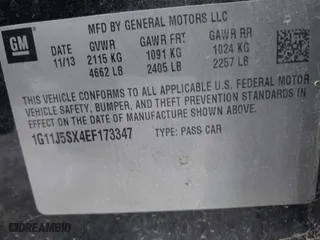 MFD BY GENERAL MOTORS LLC
GM
DATE GVWR GAWR FRT GAWR RR
11/13 2115 KG 1091 KG 1024 KG
4662 LB 2405 LB 2257 LB
THIS VEHICLE CONFORMS TO ALL APPLICABLE U.S. FEDERAL MOTOR
VEHICLE SAFETY, BUMPER, AND THEFT PREVENTION STANDARDS
IN EFFECT ON THE DATE OF MANUFACTURE SHOWN ABOVE.
1G11J5SX4EF173347 TYPE: PASS CAR
DREAMBID